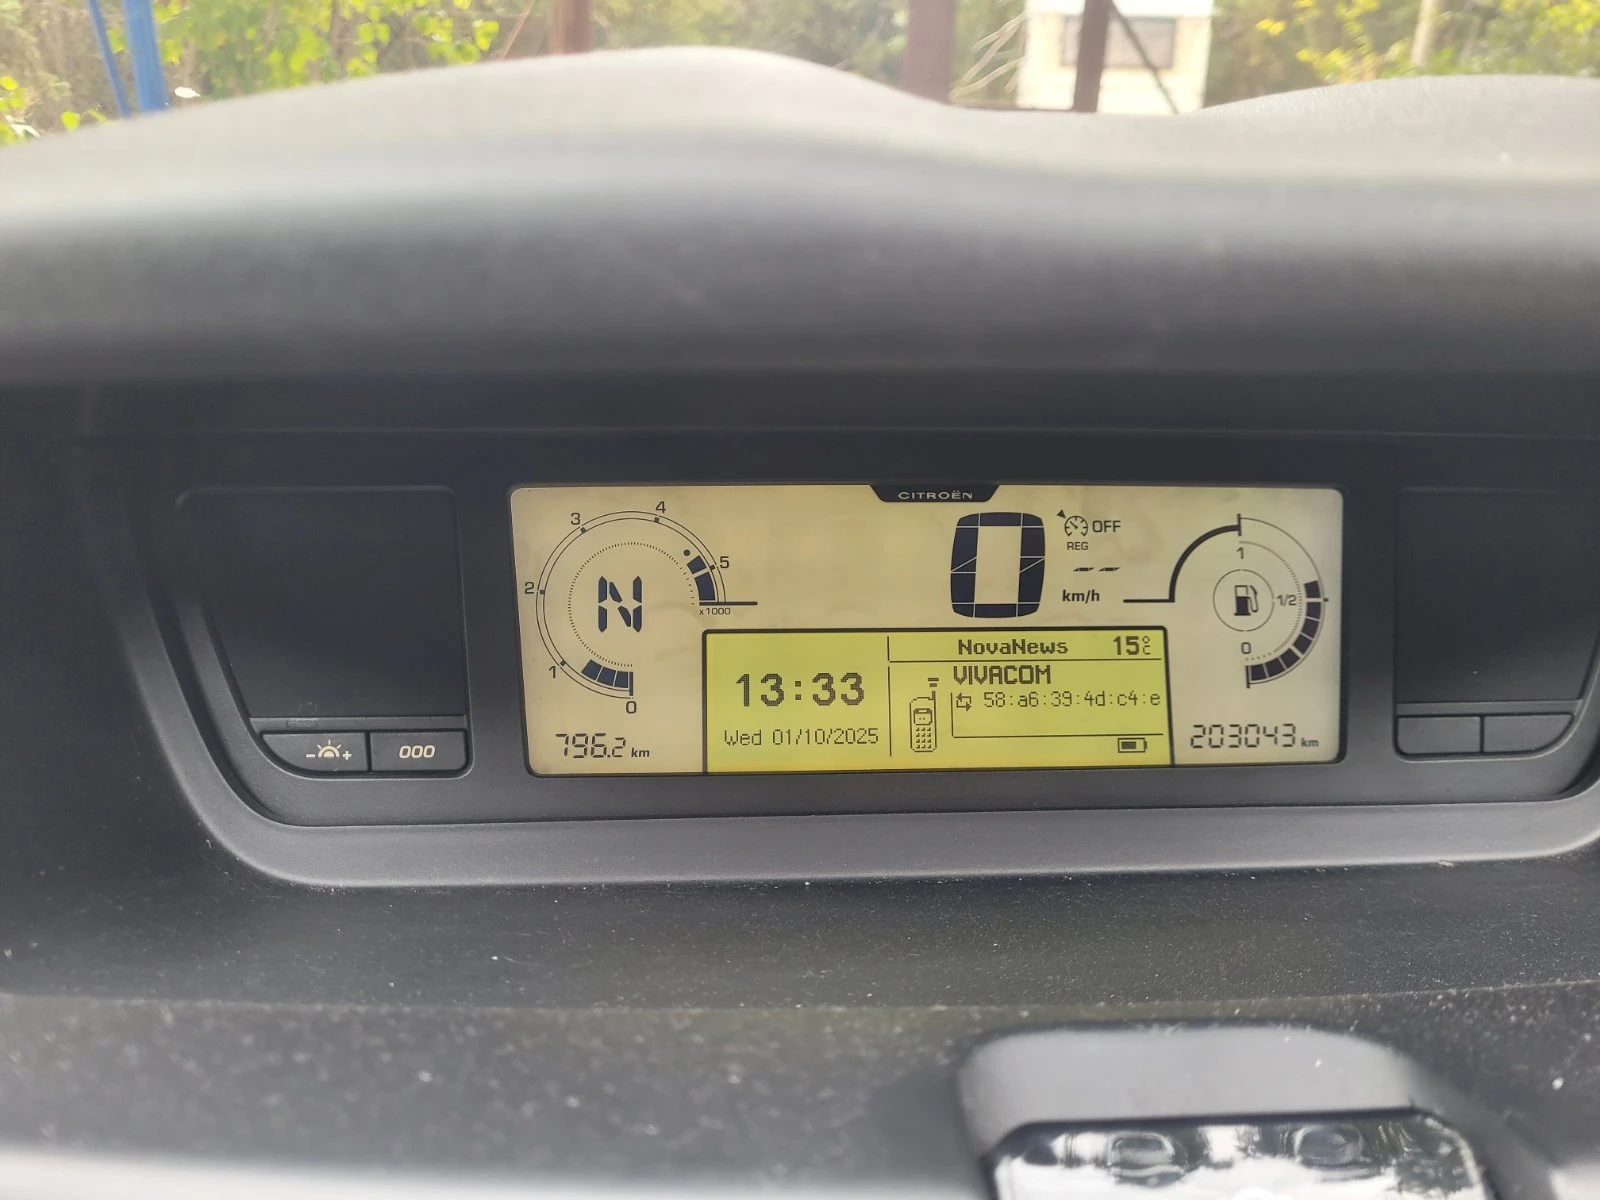 CITROËN
4
3
5
2
x1000
1
0
N
796.2 km
0
km/h
OFF
REG
--
1
1/2
0
203043 km
NovaNews 15°C
13:33
Wed 01/10/2025
VIVACOM
58:a6:39:4d:c4:e
- +
000